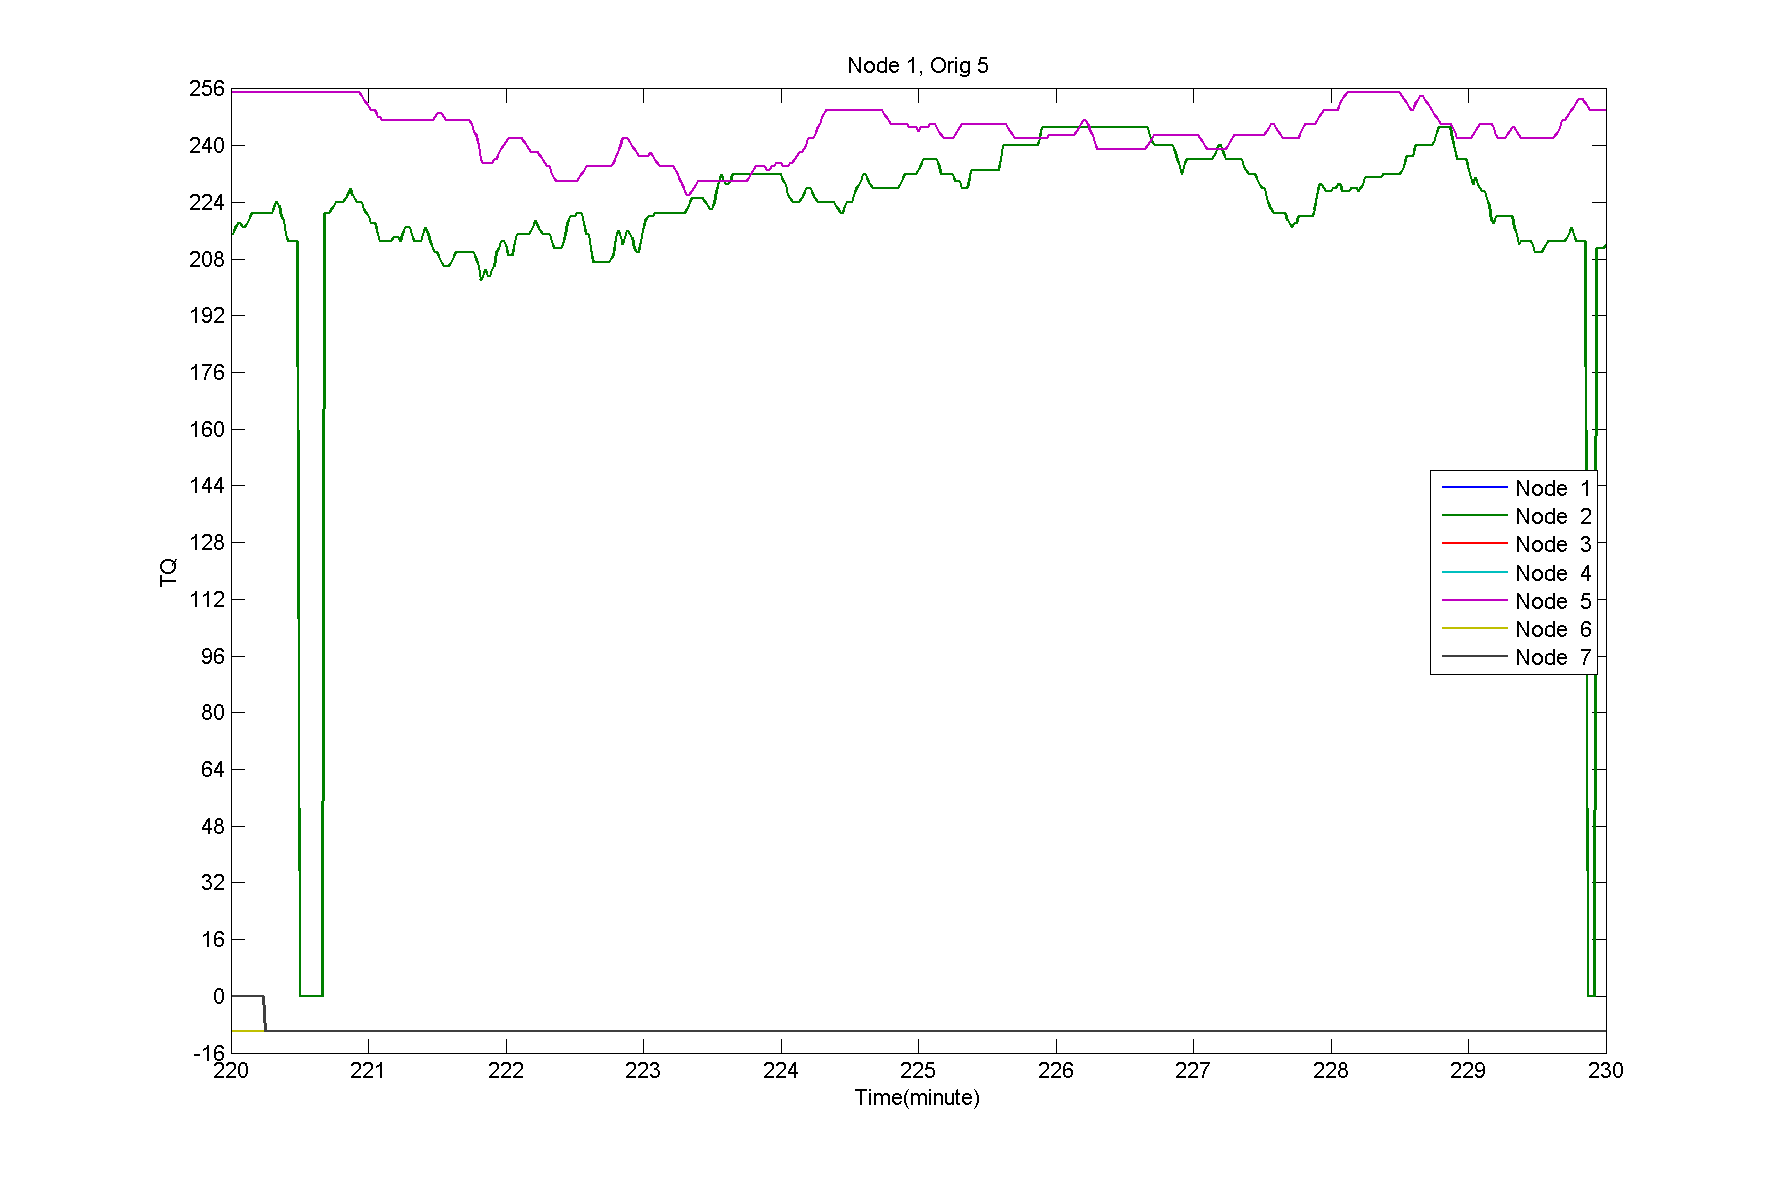 Node 1, Orig 5
256
240
224
208
192
176
160
144
128
112
96
80
64
48
32
16
0
-16
TQ
Node 1
Node 2
Node 3
Node 4
Node 5
Node 6
Node 7
220 221 222 223 224 225 226 227 228 229 230
Time(minute)